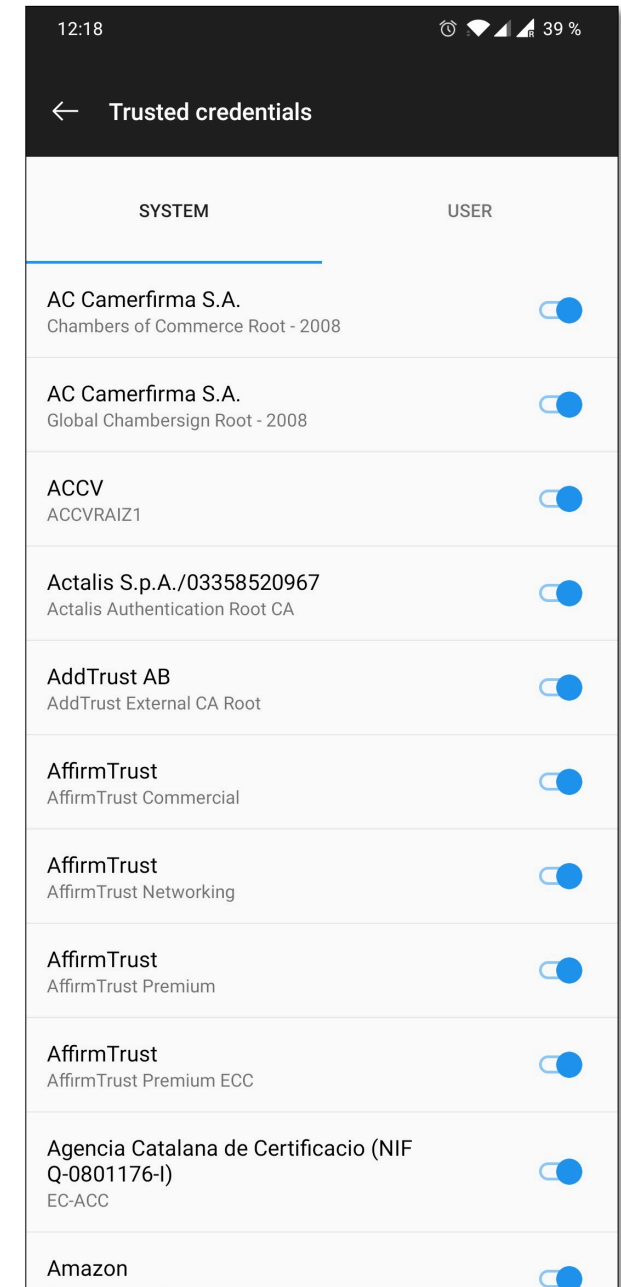 12:18 R 39 %
Trusted credentials
SYSTEM USER
AC Camerfirma S.A.
Chambers of Commerce Root - 2008
AC Camerfirma S.A.
Global Chambersign Root - 2008
ACCV
ACCVRAIZ1
Actalis S.p.A./03358520967
Actalis Authentication Root CA
AddTrust AB
AddTrust External CA Root
AffirmTrust
AffirmTrust Commercial
AffirmTrust
AffirmTrust Networking
AffirmTrust
AffirmTrust Premium
AffirmTrust
AffirmTrust Premium ECC
Agencia Catalana de Certificacio (NIF
Q-0801176-I)
EC-ACC
Amazon